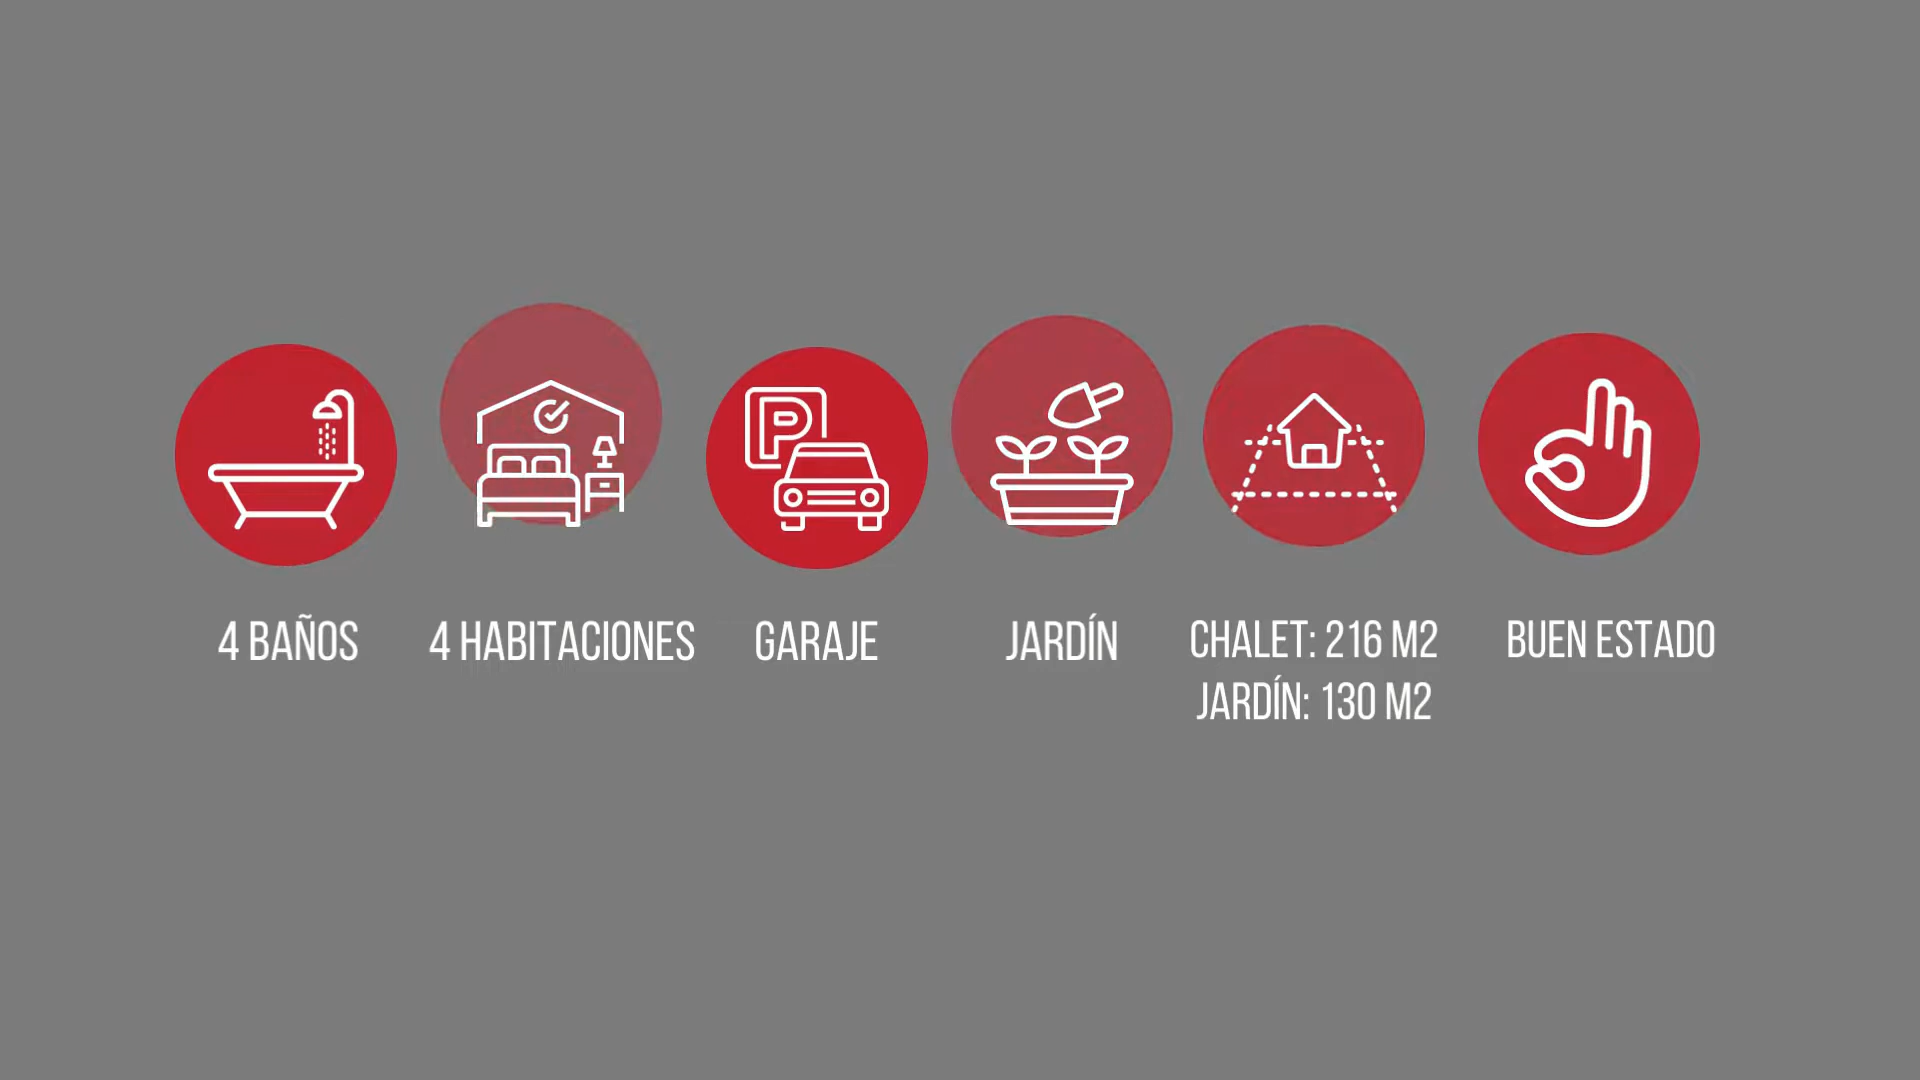 P
4 BAÑOS
4 HABITACIONES
GARAJE
JARDÍN
CHALET: 216 M2
JARDÍN: 130 M2
BUEN ESTADO